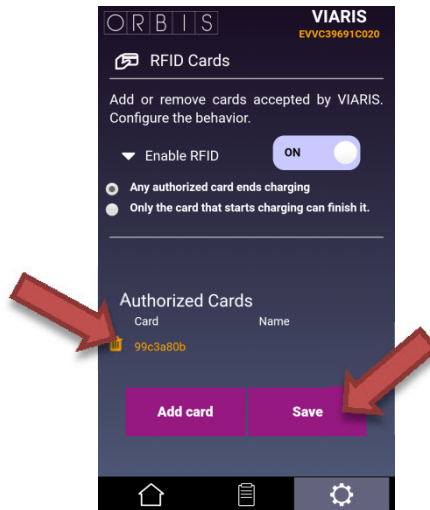 ORBIS
VIARIS
EVVC39691C020
RFID Cards
Add or remove cards accepted by VIARIS.
Configure the behavior.
Enable RFID
ON
Any authorized card ends charging
Only the card that starts charging can finish it.
Authorized Cards
Card Name
99c3a80b
Add card Save